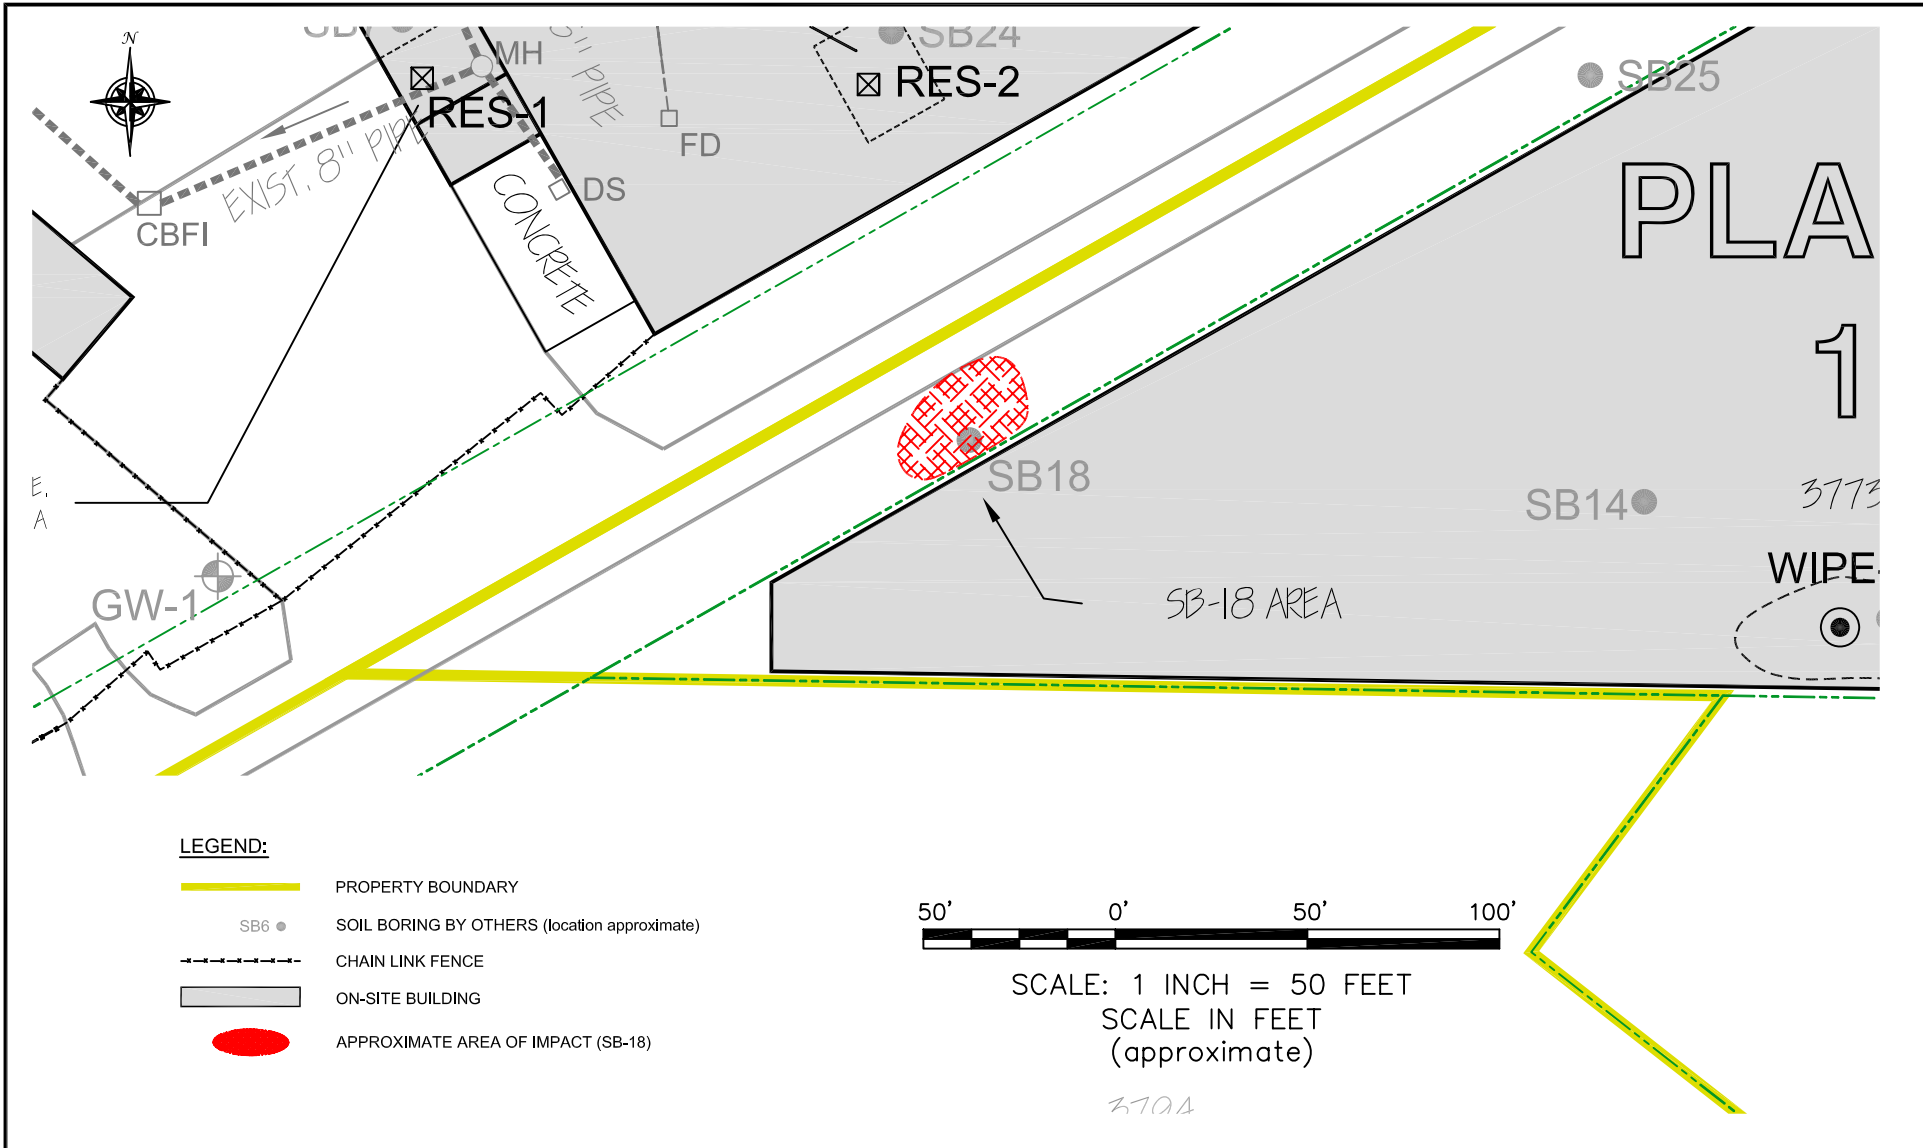 N
MH
SB24
SB25
RES-1
RES-2
PIPE
FD
EXIST. 8" PIPE
DS
CBFI
CONCRETE
PLA
1
SB18
SB14
3773
E.
A
WIPE-
GW-1
SB-18 AREA
LEGEND:
PROPERTY BOUNDARY
SB6 SOIL BORING BY OTHERS (location approximate)
CHAIN LINK FENCE
ON-SITE BUILDING
APPROXIMATE AREA OF IMPACT (SB-18)
50' 0' 50' 100'
SCALE: 1 INCH = 50 FEET
SCALE IN FEET
(approximate)